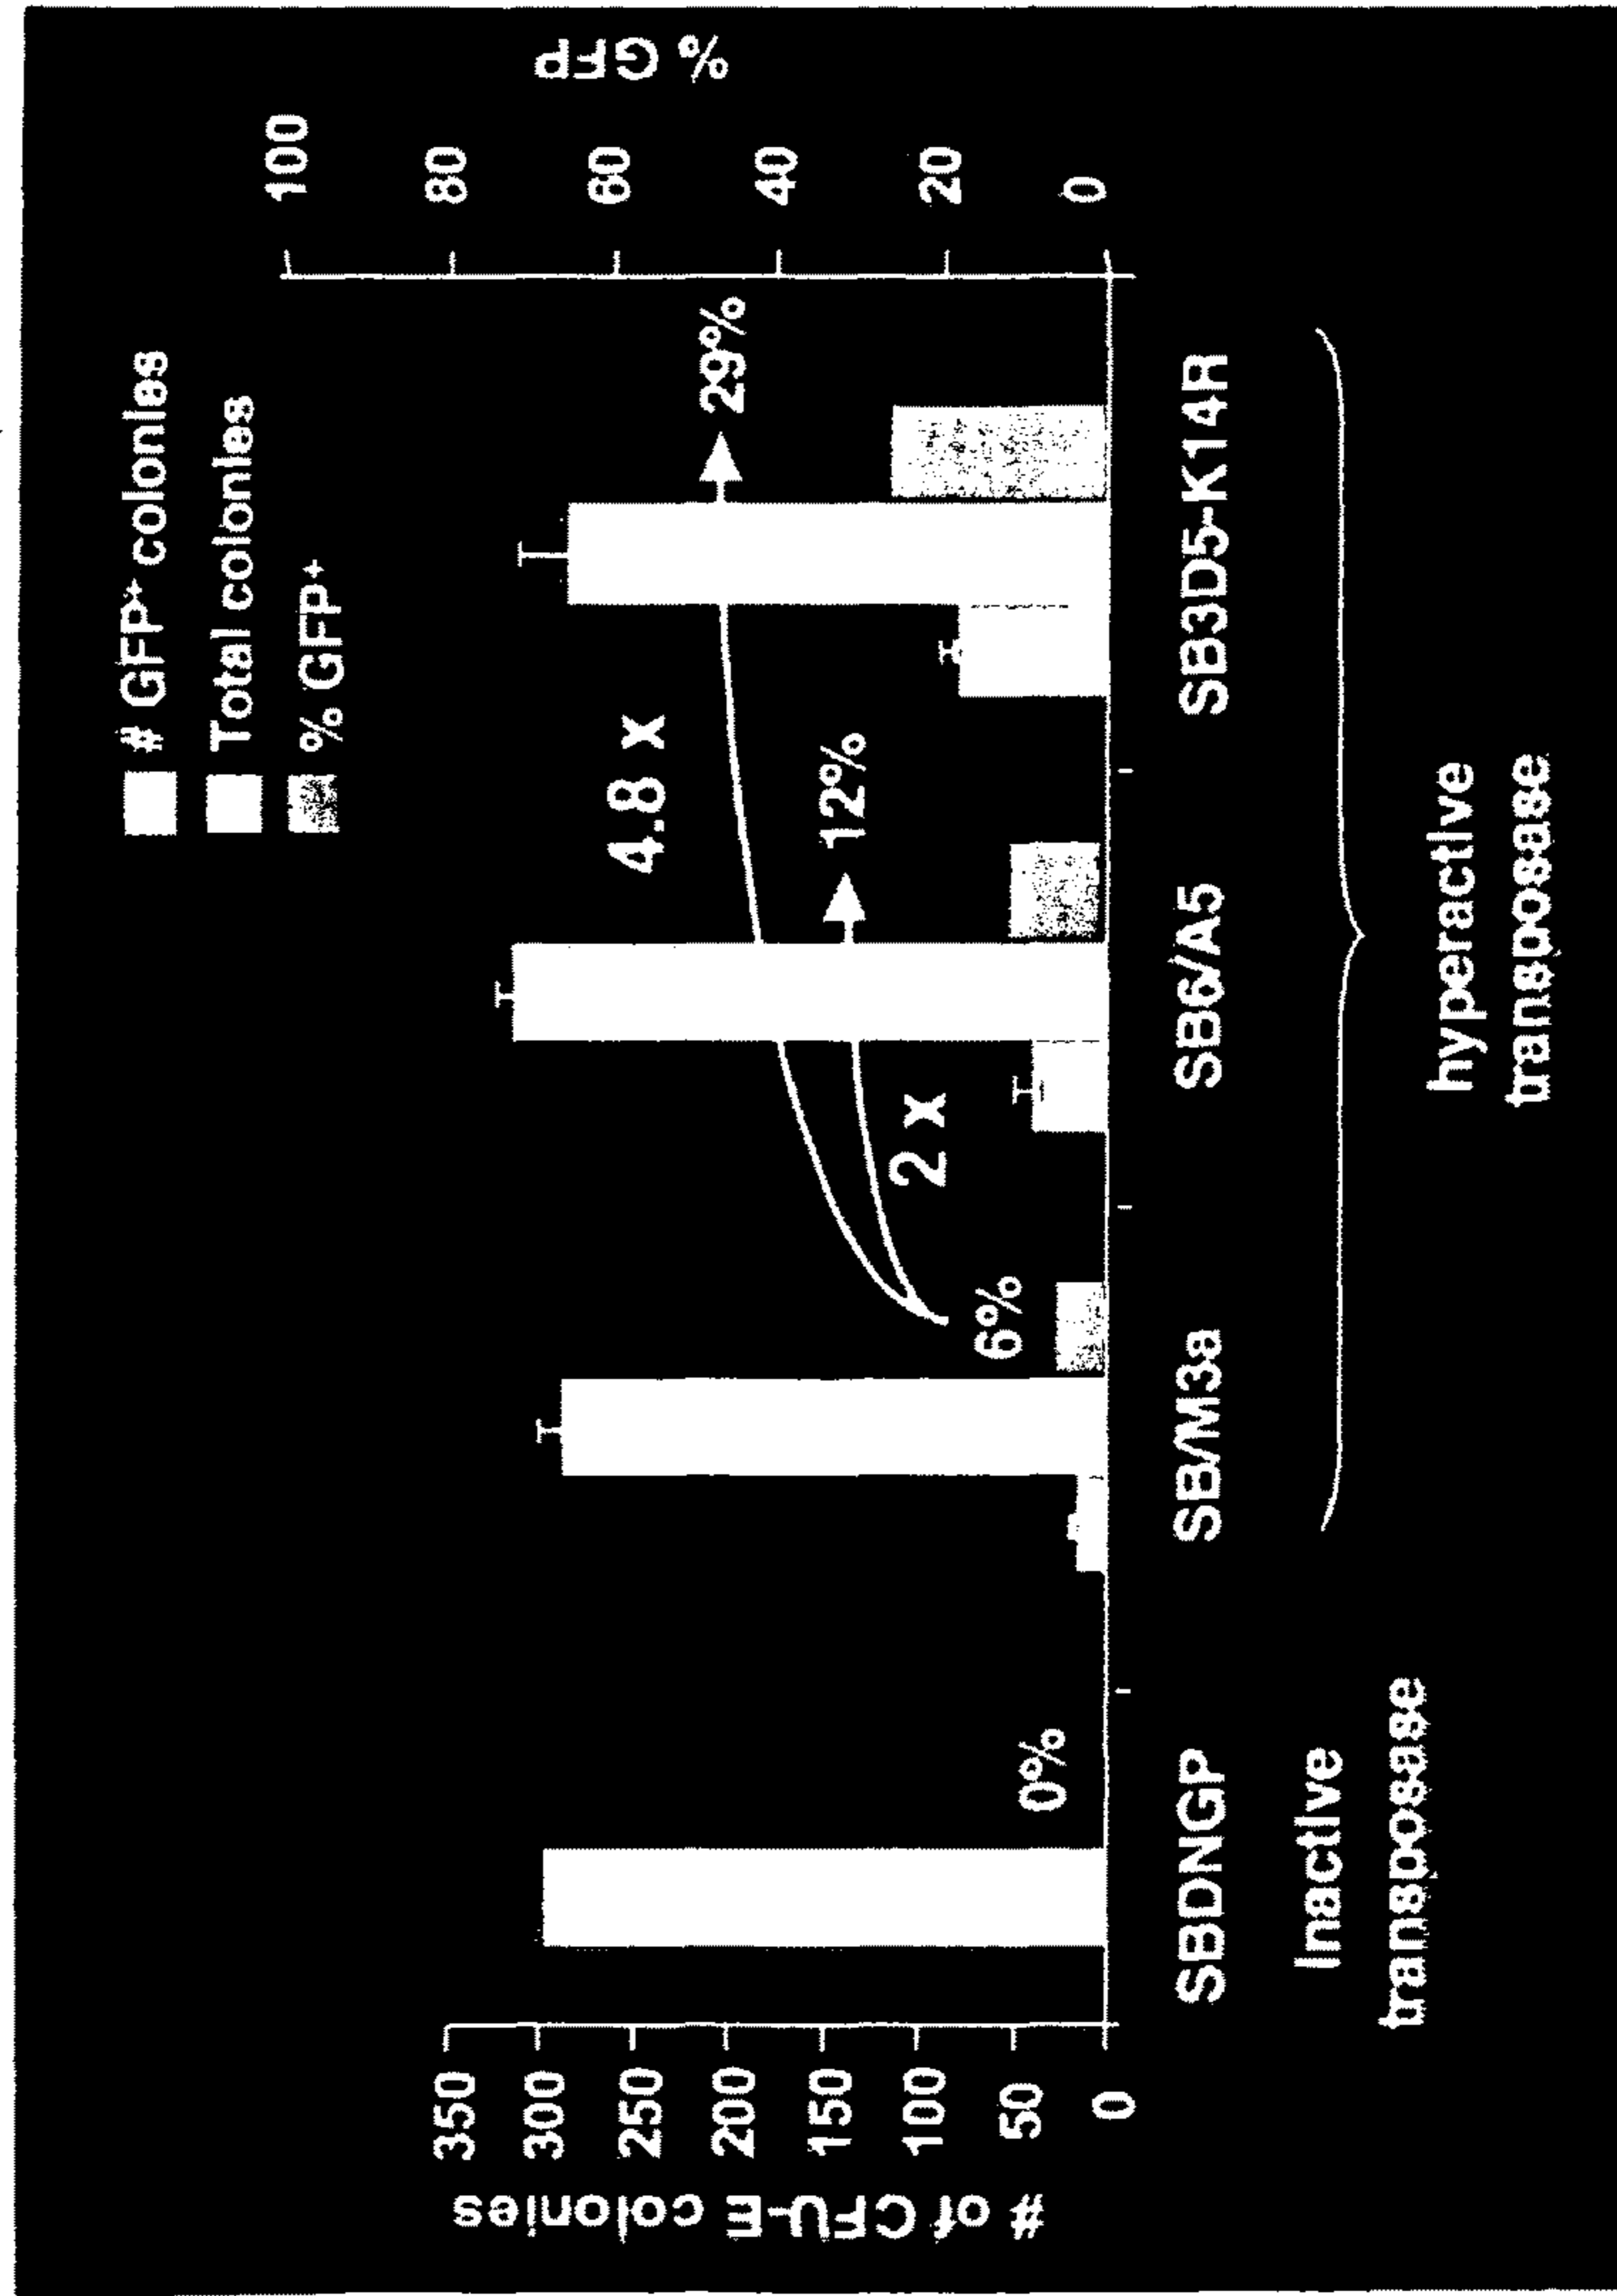 # GFP+ colonies
Total colonies
% GFP+
# of CFU-E colonies
350
300
250
200
150
100
50
0
% GFP
100
80
60
40
20
0
0%
6%
2 x
12%
4.8 x
29%
SBDNGP
SB/M3a
SB6/A5
SB3D5-K14R
Inactive
transposase
hyperactive
transposase